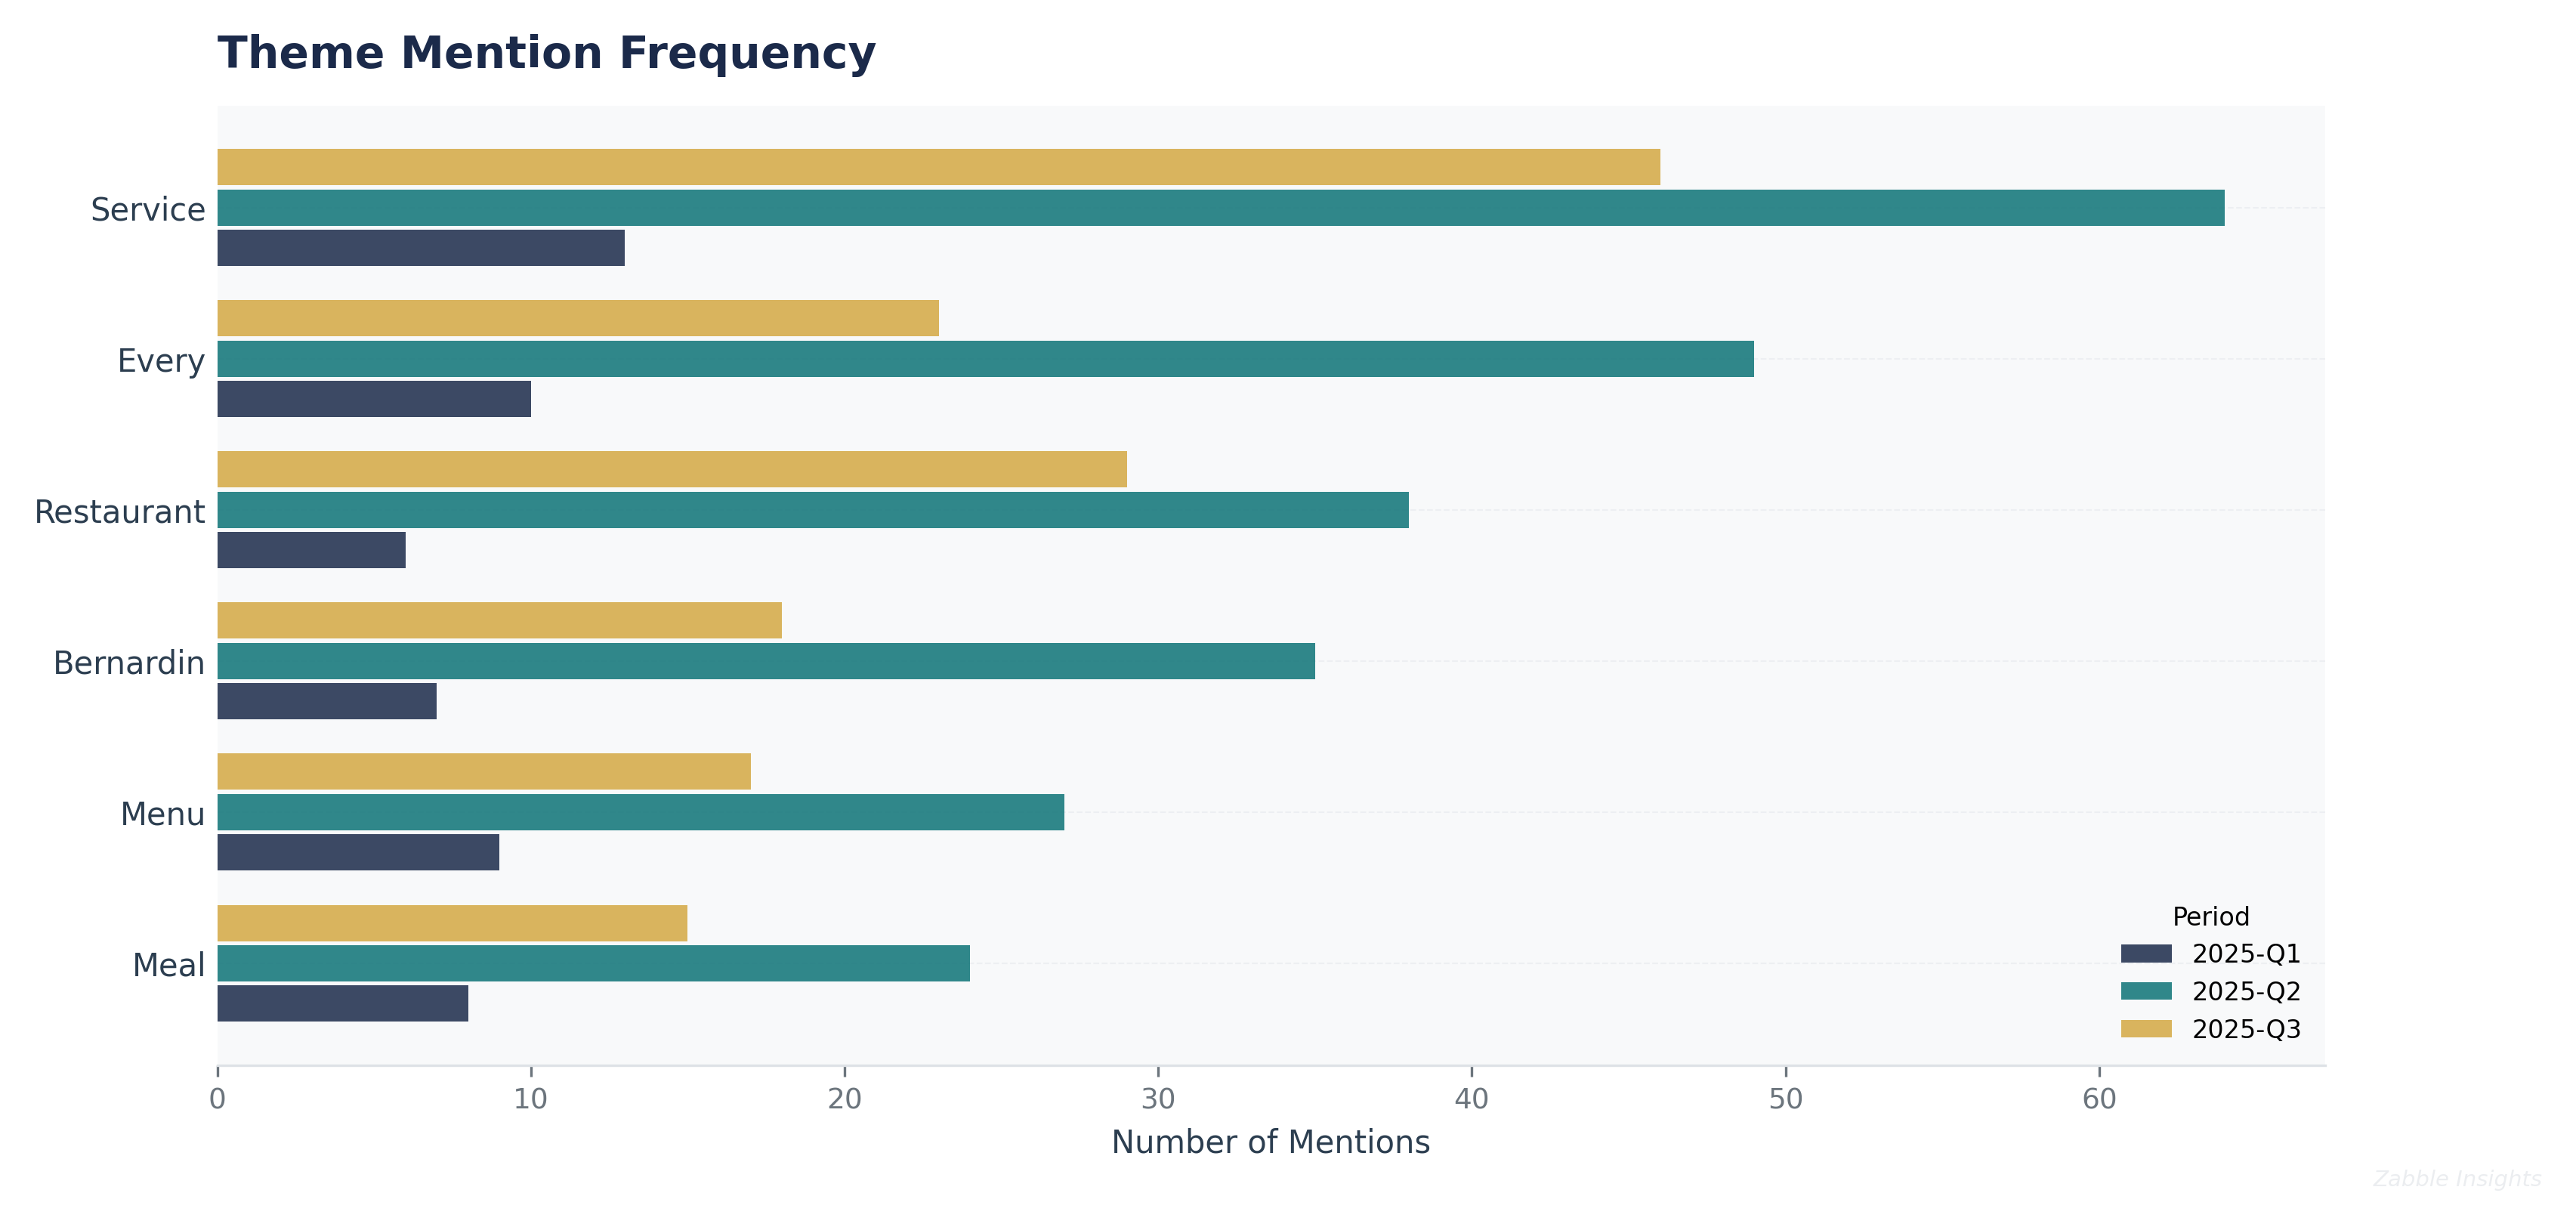 Theme Mention Frequency
Service
Every
Restaurant
Bernardin
Menu
Meal
Period
2025-Q1
2025-Q2
2025-Q3
0 10 20 30 40 50 60
Number of Mentions
Zabble Insights